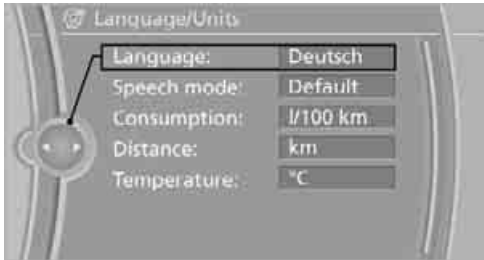 Language/Units
Language: Deutsch
Speech mode: Default
Consumption: l/100 km
Distance: km
Temperature: °C